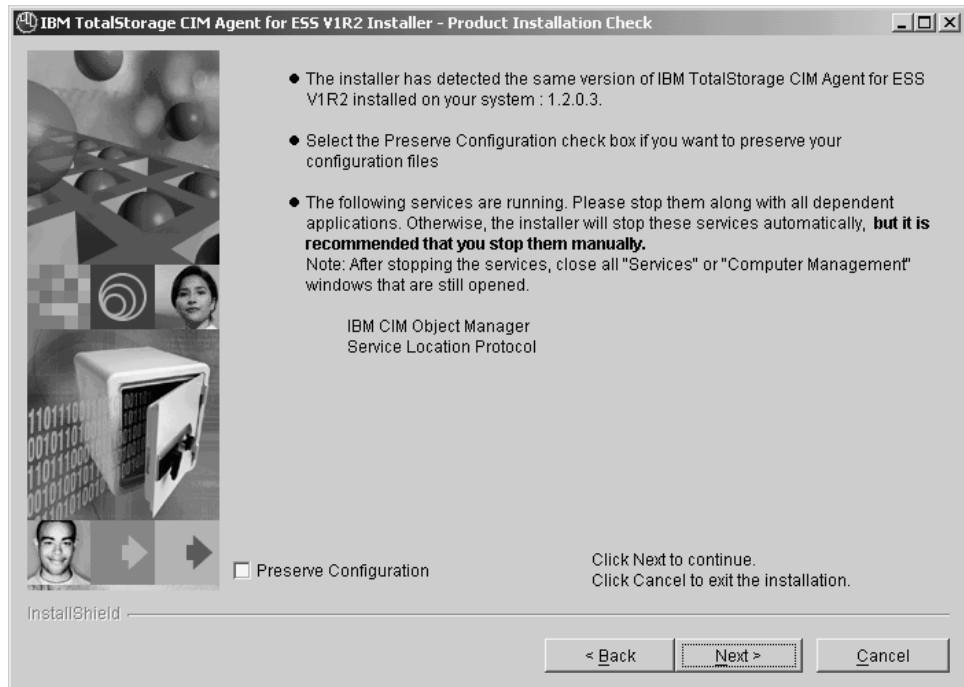 IBM TotalStorage CIM Agent for ESS V1R2 Installer - Product Installation Check
● The installer has detected the same version of IBM TotalStorage CIM Agent for ESS
V1R2 installed on your system : 1.2.0.3.
● Select the Preserve Configuration check box if you want to preserve your
configuration files
● The following services are running. Please stop them along with all dependent
applications. Otherwise, the installer will stop these services automatically, but it is
recommended that you stop them manually.
Note: After stopping the services, close all "Services" or "Computer Management"
windows that are still opened.
IBM CIM Object Manager
Service Location Protocol
Preserve Configuration
Click Next to continue.
Click Cancel to exit the installation.
InstallShield
< Back
Next >
Cancel